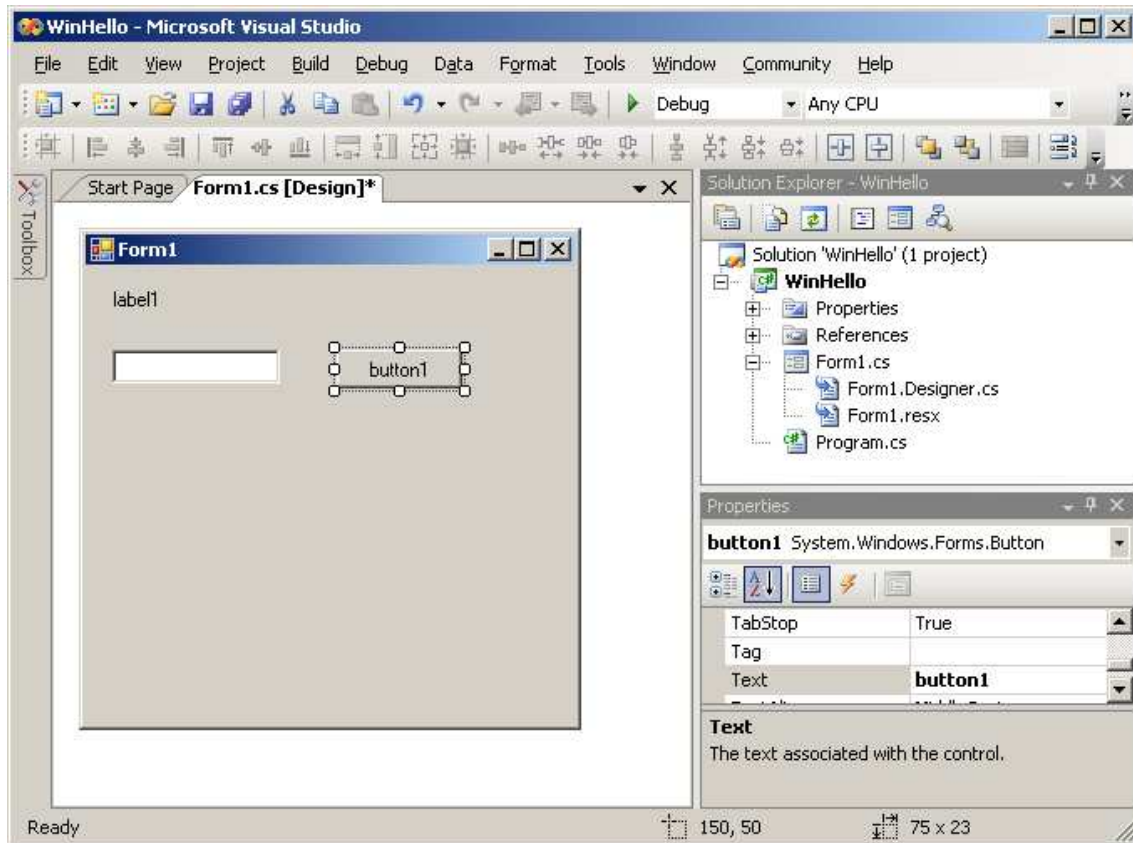 WinHello - Microsoft Visual Studio
File Edit View Project Build Debug Data Format Tools Window Community Help
Debug Any CPU
Toolbox
Start Page Form1.cs [Design]*
Form1
label1
button1
Solution Explorer - WinHello
Solution 'WinHello' (1 project)
WinHello
Properties
References
Form1.cs
Form1.Designer.cs
Form1.resx
Program.cs
Properties
button1 System.Windows.Forms.Button
TabStop True
Tag
Text button1
Text
The text associated with the control.
Ready 150, 50 75 x 23